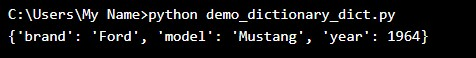 C:\Users\My Name>python demo_dictionary_dict.py
{'brand': 'Ford', 'model': 'Mustang', 'year': 1964}